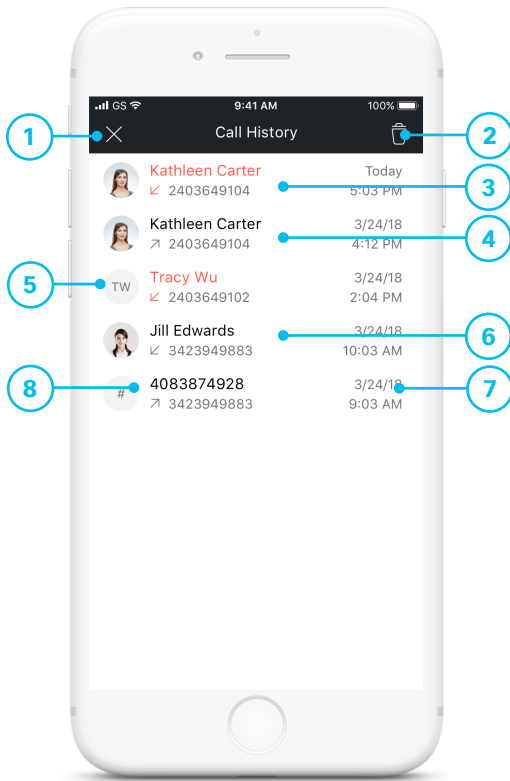 GS 9:41 AM 100%
1 Call History 2
Kathleen Carter Today
2403649104 5:03 PM 3
Kathleen Carter 3/24/18
2403649104 4:12 PM 4
5 TW Tracy Wu 3/24/18
2403649102 2:04 PM
Jill Edwards 3/24/18 6
3423949883 10:03 AM
8 # 4083874928 3/24/18 7
3423949883 9:03 AM